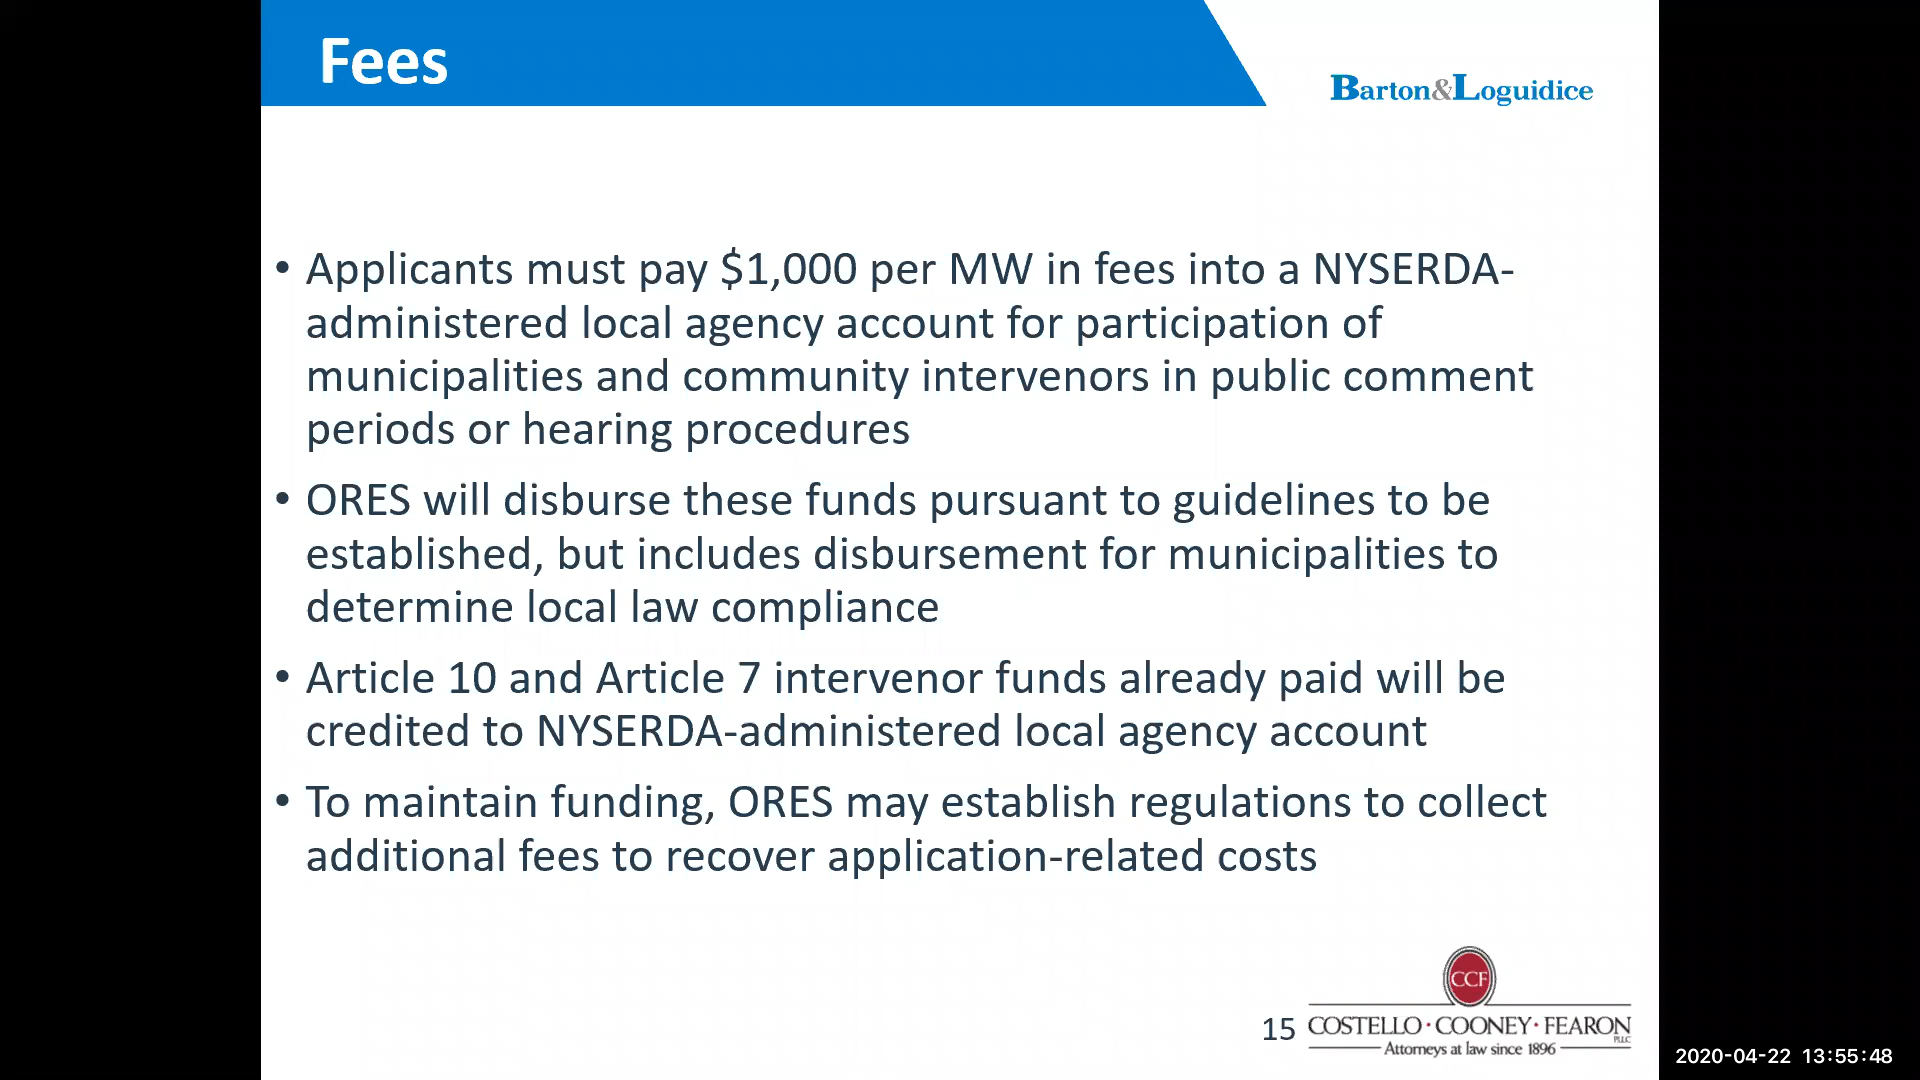 Fees
Barton&Loguidice
• Applicants must pay $1,000 per MW in fees into a NYSERDA-
administered local agency account for participation of
municipalities and community intervenors in public comment
periods or hearing procedures
• ORES will disburse these funds pursuant to guidelines to be
established, but includes disbursement for municipalities to
determine local law compliance
• Article 10 and Article 7 intervenor funds already paid will be
credited to NYSERDA-administered local agency account
• To maintain funding, ORES may establish regulations to collect
additional fees to recover application-related costs
CCF
15
COSTELLO · COONEY · FEARON
PLLC
Attorneys at law since 1896
2020-04-22 13:55:48